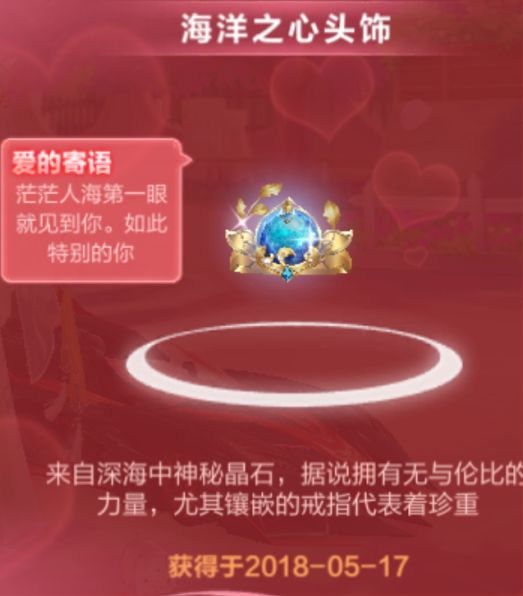 海洋之心头饰
爱的寄语
茫茫人海第一眼
就见到你。如此
特别的你
来自深海中神秘晶石，据说拥有无与伦比的
力量，尤其镶嵌的戒指代表着珍重
获得于2018-05-17